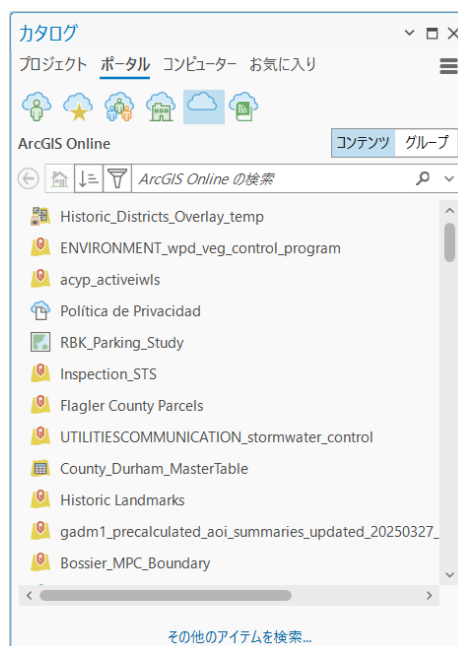 カタログ
プロジェクト ポータル コンピューター お気に入り
ArcGIS Online
コンテンツ グループ
ArcGIS Online の検索
Historic_Districts_Overlay_temp
ENVIRONMENT_wpd_veg_control_program
acyp_activeiwls
Política de Privacidad
RBK_Parking_Study
Inspection_STS
Flagler County Parcels
UTILITIESCOMMUNICATION_stormwater_control
County_Durham_MasterTable
Historic Landmarks
gadm1_precalculated_aoi_summaries_updated_20250327_
Bossier_MPC_Boundary
その他のアイテムを検索...